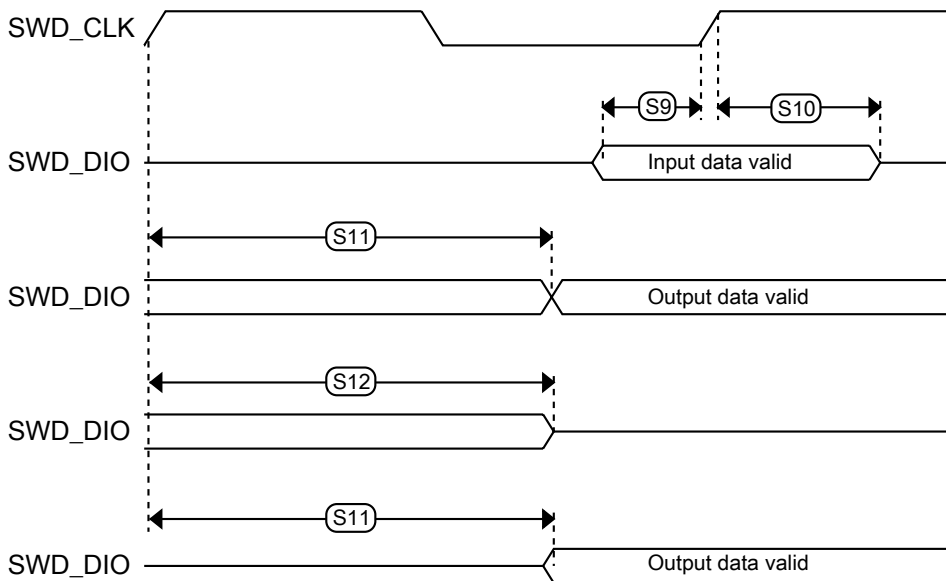 SWD_CLK
S9
S10
SWD_DIO
Input data valid
S11
SWD_DIO
Output data valid
S12
SWD_DIO
S11
SWD_DIO
Output data valid